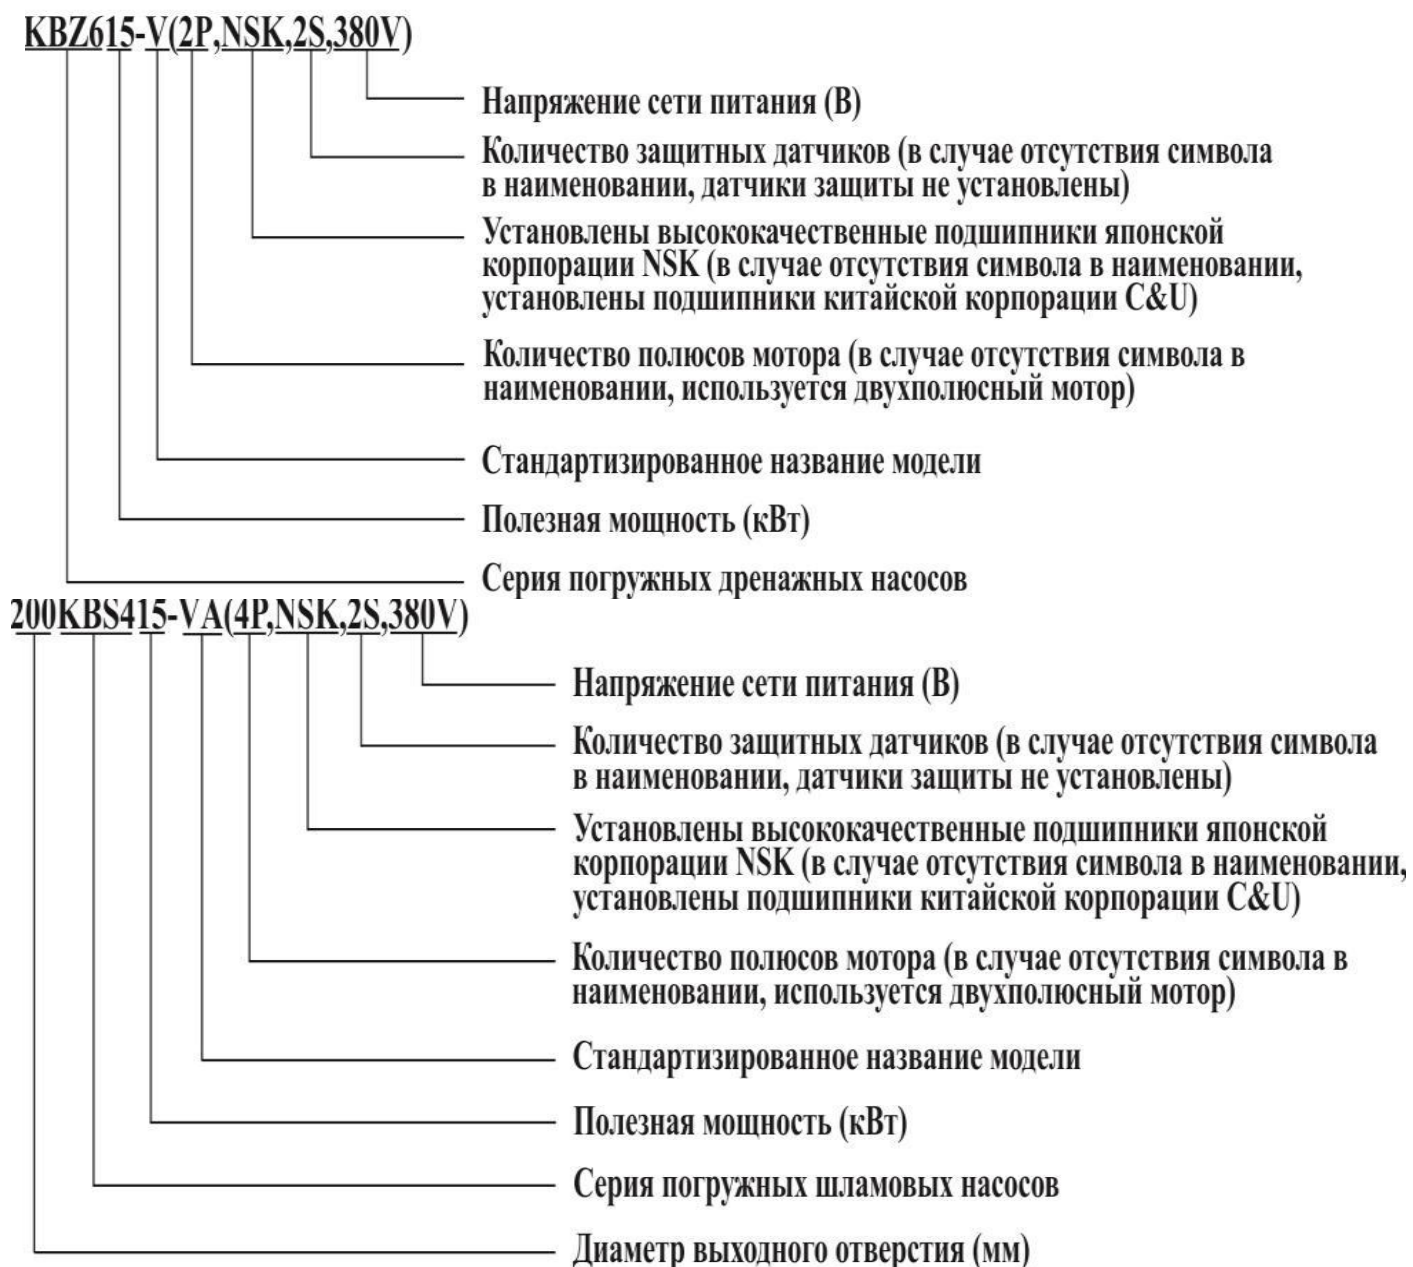 KBZ615-V(2P,NSK,2S,380V)
Напряжение сети питания (В)
Количество защитных датчиков (в случае отсутствия символа
в наименовании, датчики защиты не установлены)
Установлены высококачественные подшипники японской
корпорации NSK (в случае отсутствия символа в наименовании,
установлены подшипники китайской корпорации C&U)
Количество полюсов мотора (в случае отсутствия символа в
наименовании, используется двухполюсный мотор)
Стандартизированное название модели
Полезная мощность (кВт)
Серия погружных дренажных насосов
200KBS415-VA(4P,NSK,2S,380V)
Напряжение сети питания (В)
Количество защитных датчиков (в случае отсутствия символа
в наименовании, датчики защиты не установлены)
Установлены высококачественные подшипники японской
корпорации NSK (в случае отсутствия символа в наименовании,
установлены подшипники китайской корпорации C&U)
Количество полюсов мотора (в случае отсутствия символа в
наименовании, используется двухполюсный мотор)
Стандартизированное название модели
Полезная мощность (кВт)
Серия погружных шламовых насосов
Диаметр выходного отверстия (мм)